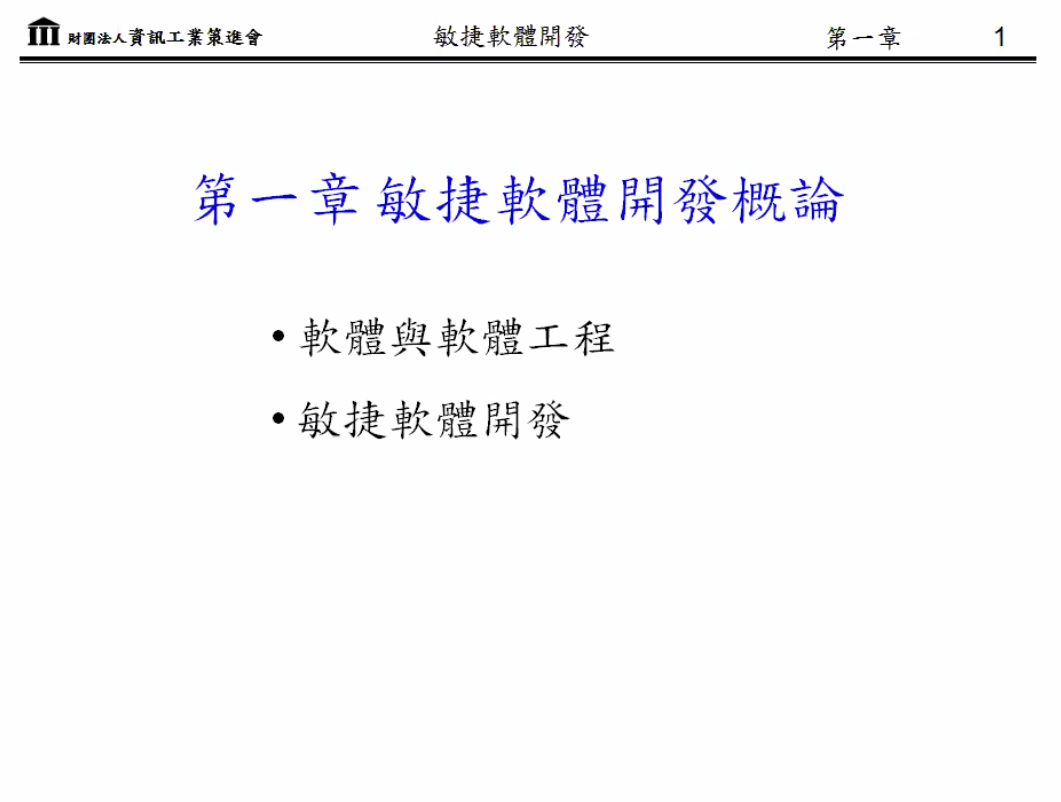 財團法人資訊工業策進會 敏捷軟體開發 第一章 1
第一章 敏捷軟體開發概論
• 軟體與軟體工程
• 敏捷軟體開發